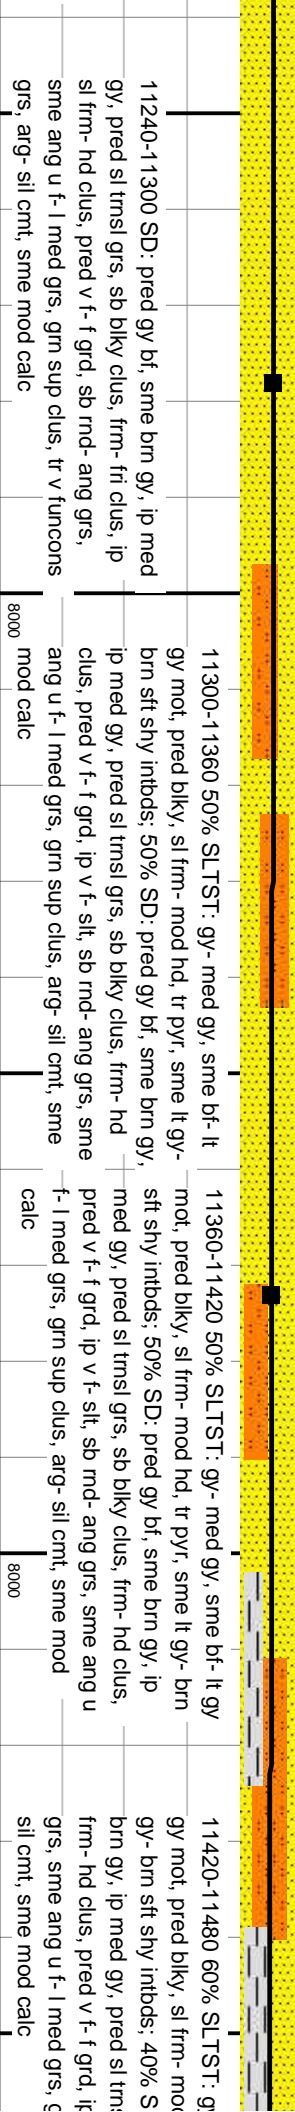 11240-11300 SD: pred gy bf, sme brn gy, ip med
gy, pred sl trnsl grs, sb blky clus, frm- fri clus, ip
sl frm- hd clus, pred v f- f grd, sb rnd- ang grs,
sme ang u f- l med grs, grn sup clus, tr v funcons
grs, arg- sil cmt, sme mod calc
8000
11300-11360 50% SLTST: gy- med gy, sme bf- lt
gy mot, pred blky, sl frm- mod hd, tr pyr, sme lt gy-
brn sft shy intbds; 50% SD: pred gy bf, sme brn gy,
ip med gy, pred sl trnsl grs, sb blky clus, frm- hd
clus, pred v f- f grd, ip v f- slt, sb rnd- ang grs, sme
ang u f- l med grs, grn sup clus, arg- sil cmt, sme
mod calc
11360-11420 50% SLTST: gy- med gy, sme bf- lt gy
mot, pred blky, sl frm- mod hd, tr pyr, sme lt gy- brn
sft shy intbds; 50% SD: pred gy bf, sme brn gy, ip
med gy, pred sl trnsl grs, sb blky clus, frm- hd clus,
pred v f- f grd, ip v f- slt, sb rnd- ang grs, sme ang u
f- l med grs, grn sup clus, arg- sil cmt, sme mod
calc
8000
11420-11480 60% SLTST:
gy mot, pred blky, sl frm-
gy- brn sft shy intbds; 40%
brn gy, ip med gy, pred sl
frm- hd clus, pred v f- f grd,
grs, sme ang u f- l med grs,
sil cmt, sme mod calc